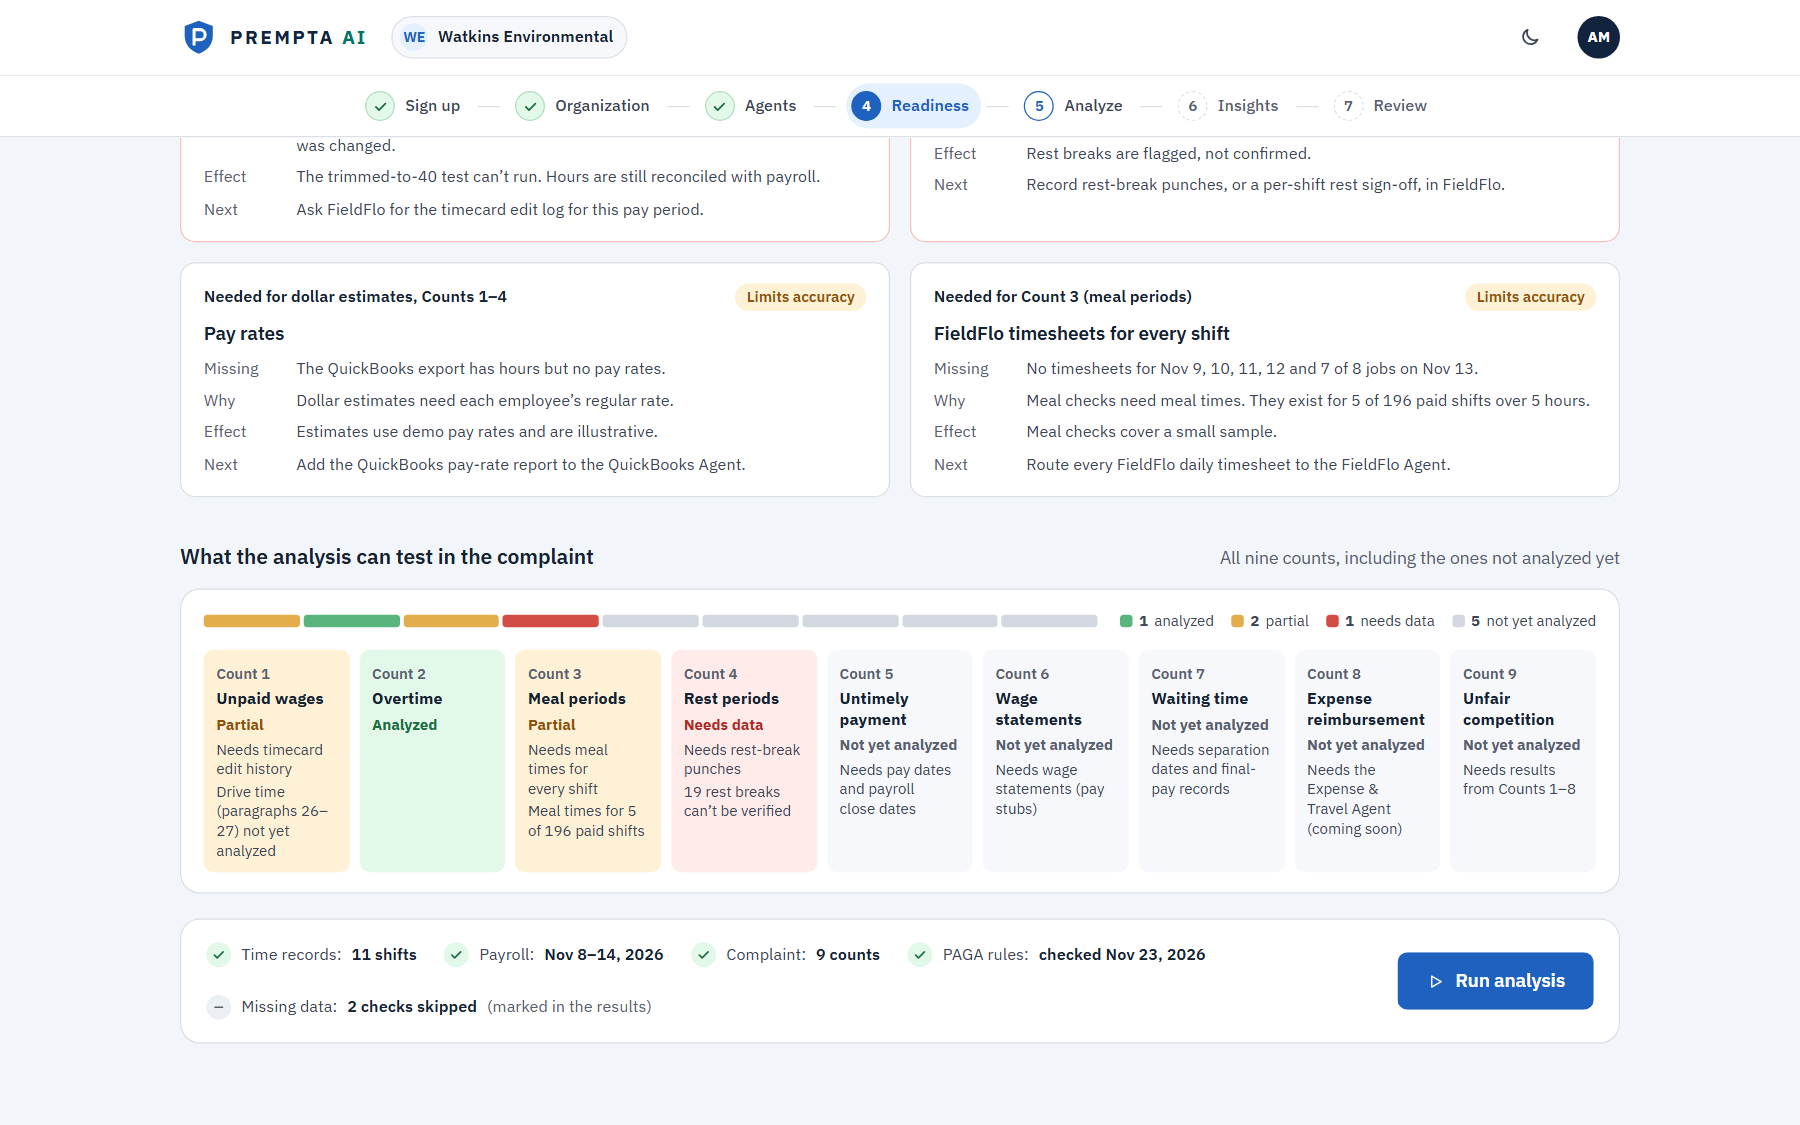 PREMPTA AI
WE Watkins Environmental
AM
Sign up
Organization
Agents
4 Readiness
5 Analyze
6 Insights
7 Review
was changed.
Effect The trimmed-to-40 test can’t run. Hours are still reconciled with payroll.
Next Ask FieldFlo for the timecard edit log for this pay period.
Effect Rest breaks are flagged, not confirmed.
Next Record rest-break punches, or a per-shift rest sign-off, in FieldFlo.
Needed for dollar estimates, Counts 1–4 Limits accuracy
Pay rates
Missing The QuickBooks export has hours but no pay rates.
Why Dollar estimates need each employee’s regular rate.
Effect Estimates use demo pay rates and are illustrative.
Next Add the QuickBooks pay-rate report to the QuickBooks Agent.
Needed for Count 3 (meal periods) Limits accuracy
FieldFlo timesheets for every shift
Missing No timesheets for Nov 9, 10, 11, 12 and 7 of 8 jobs on Nov 13.
Why Meal checks need meal times. They exist for 5 of 196 paid shifts over 5 hours.
Effect Meal checks cover a small sample.
Next Route every FieldFlo daily timesheet to the FieldFlo Agent.
What the analysis can test in the complaint
All nine counts, including the ones not analyzed yet
1 analyzed 2 partial 1 needs data 5 not yet analyzed
Count 1
Unpaid wages
Partial
Needs timecard
edit history
Drive time
(paragraphs 26–
27) not yet
analyzed
Count 2
Overtime
Analyzed
Count 3
Meal periods
Partial
Needs meal
times for
every shift
Meal times for 5
of 196 paid shifts
Count 4
Rest periods
Needs data
Needs rest-break
punches
19 rest breaks
can’t be verified
Count 5
Untimely
payment
Not yet analyzed
Needs pay dates
and payroll
close dates
Count 6
Wage
statements
Not yet analyzed
Needs wage
statements (pay
stubs)
Count 7
Waiting time
Not yet analyzed
Needs separation
dates and final-
pay records
Count 8
Expense
reimbursement
Not yet analyzed
Needs the
Expense &
Travel Agent
(coming soon)
Count 9
Unfair
competition
Not yet analyzed
Needs results
from Counts 1–8
Time records: 11 shifts
Payroll: Nov 8–14, 2026
Complaint: 9 counts
PAGA rules: checked Nov 23, 2026
Missing data: 2 checks skipped (marked in the results)
Run analysis